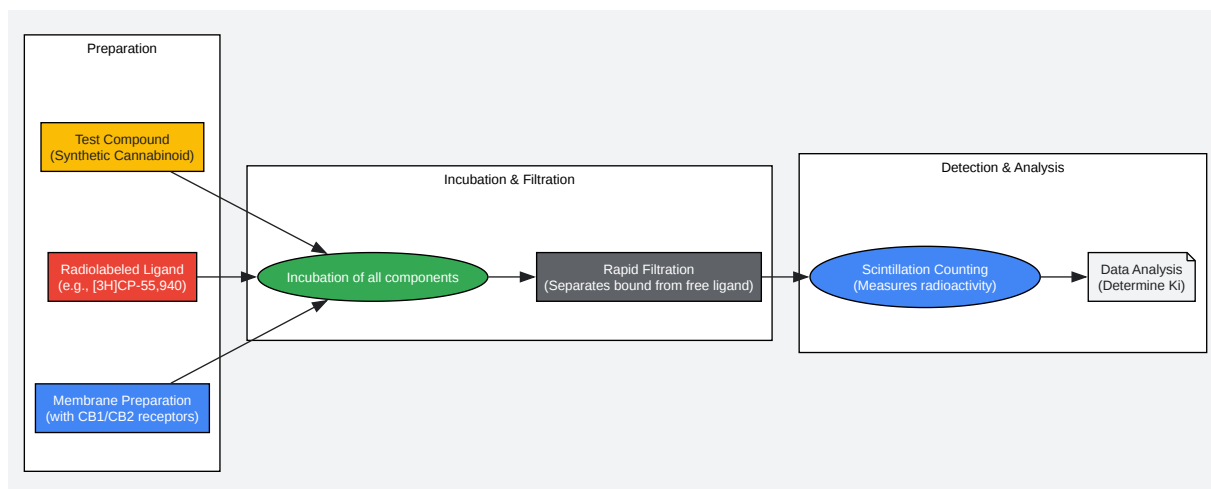 Preparation
Test Compound
(Synthetic Cannabinoid)
Radiolabeled Ligand
(e.g., [3H]CP-55,940)
Membrane Preparation
(with CB1/CB2 receptors)
Incubation & Filtration
Incubation of all components
Rapid Filtration
(Separates bound from free ligand)
Detection & Analysis
Scintillation Counting
(Measures radioactivity)
Data Analysis
(Determine Ki)